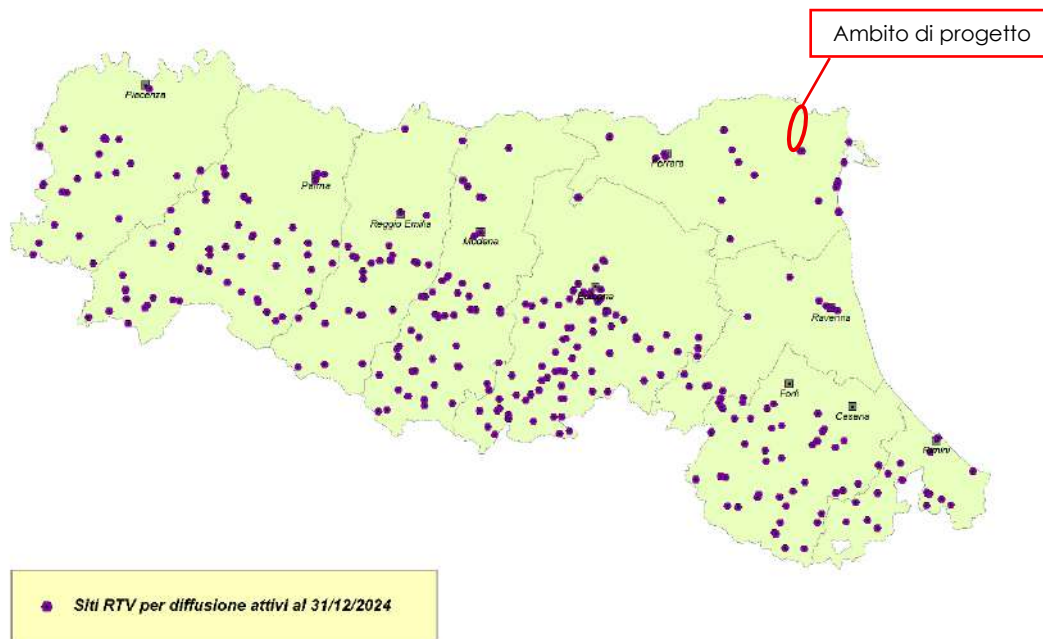 Ambito di progetto
Piacenza
Parma
Ferrara
Reggio Emilia
Modena
Bologna
Ravenna
Forlì
Cesena
Rimini
Siti RTV per diffusione attivi al 31/12/2024